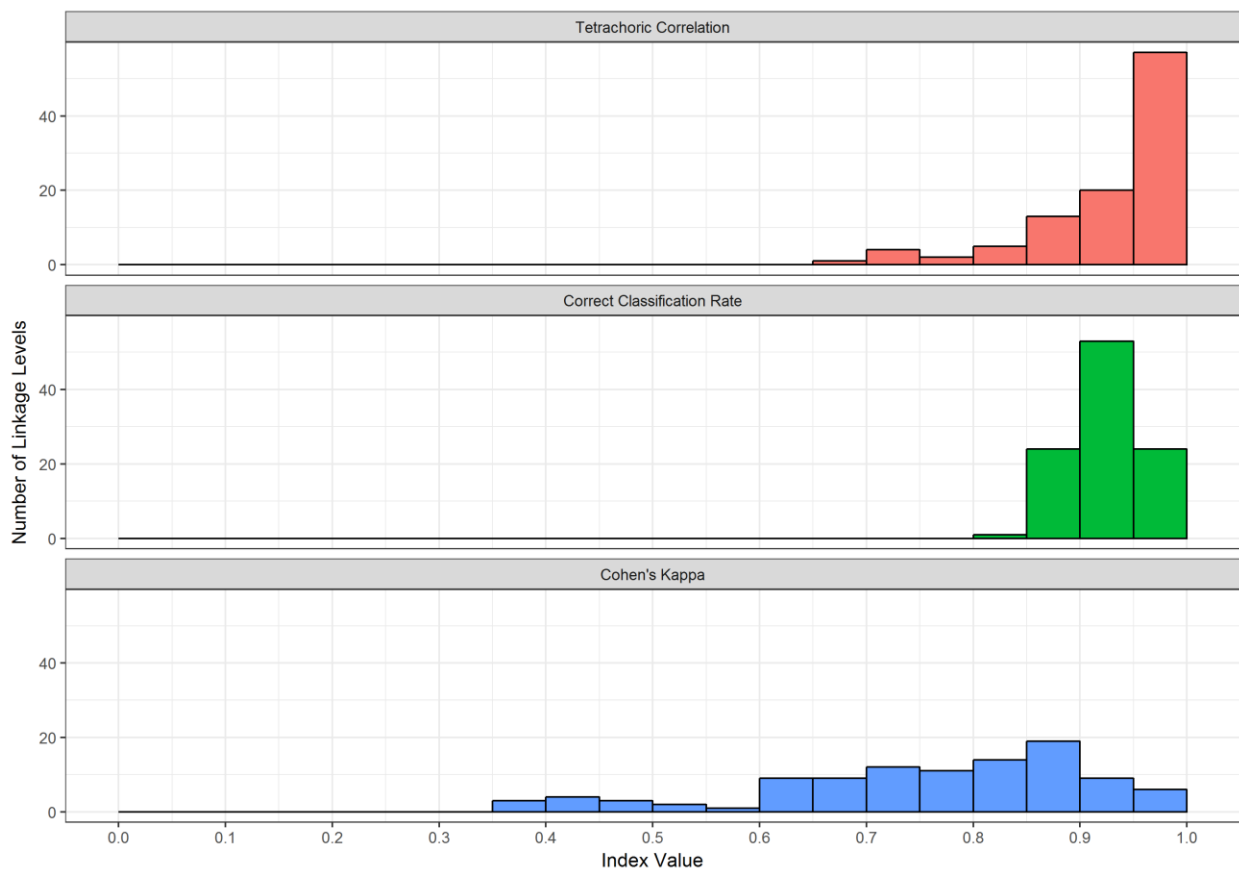 Tetrachoric Correlation
40
20
0
Correct Classification Rate
40
20
0
Number of Linkage Levels
Cohen's Kappa
40
20
0
0.0 0.1 0.2 0.3 0.4 0.5 0.6 0.7 0.8 0.9 1.0
Index Value